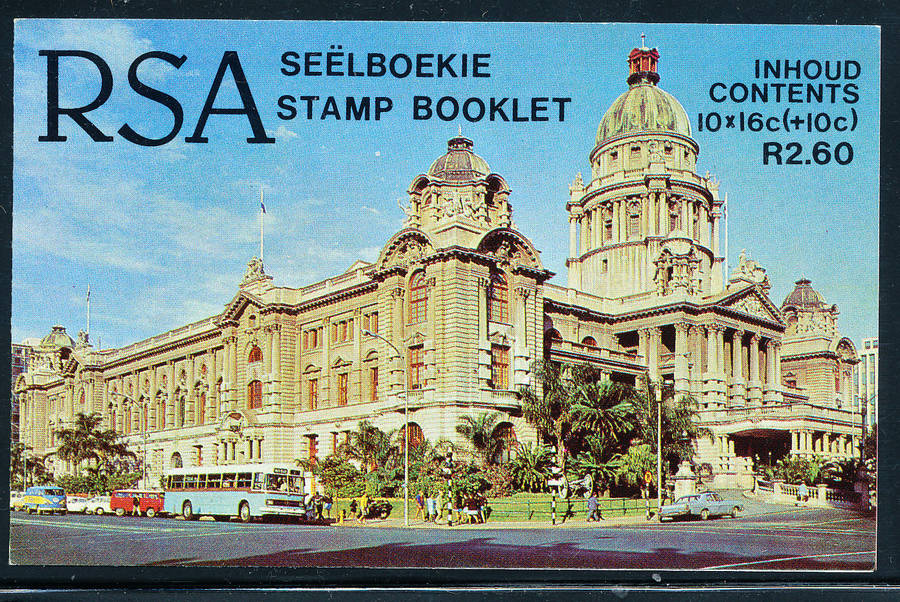 RSA
SEËLBOEKIE
STAMP BOOKLET
INHOUD
CONTENTS
10×16c(+10c)
R2.60